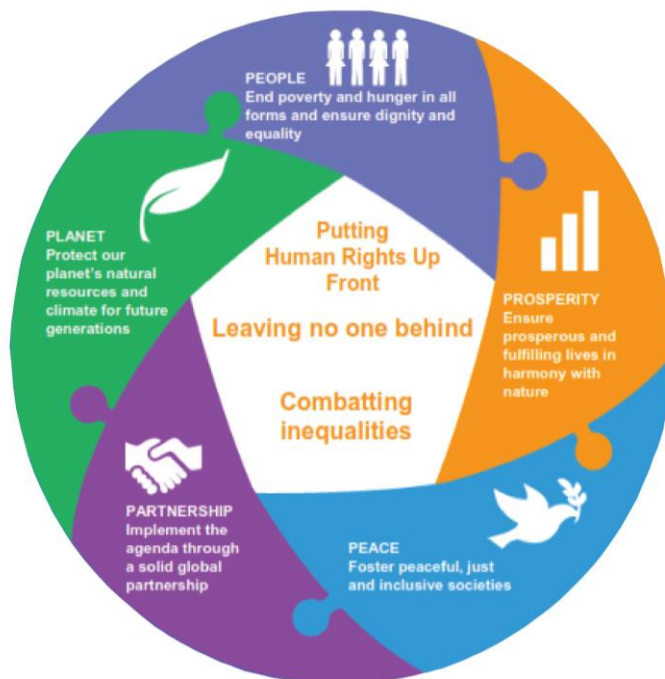 PEOPLE
End poverty and hunger in all
forms and ensure dignity and
equality
PROSPERITY
Ensure
prosperous and
fulfilling lives in
harmony with
nature
PEACE
Foster peaceful, just
and inclusive societies
PARTNERSHIP
Implement the
agenda through
a solid global
partnership
PLANET
Protect our
planet's natural
resources and
climate for future
generations
Putting
Human Rights Up
Front
Leaving no one behind
Combatting
inequalities